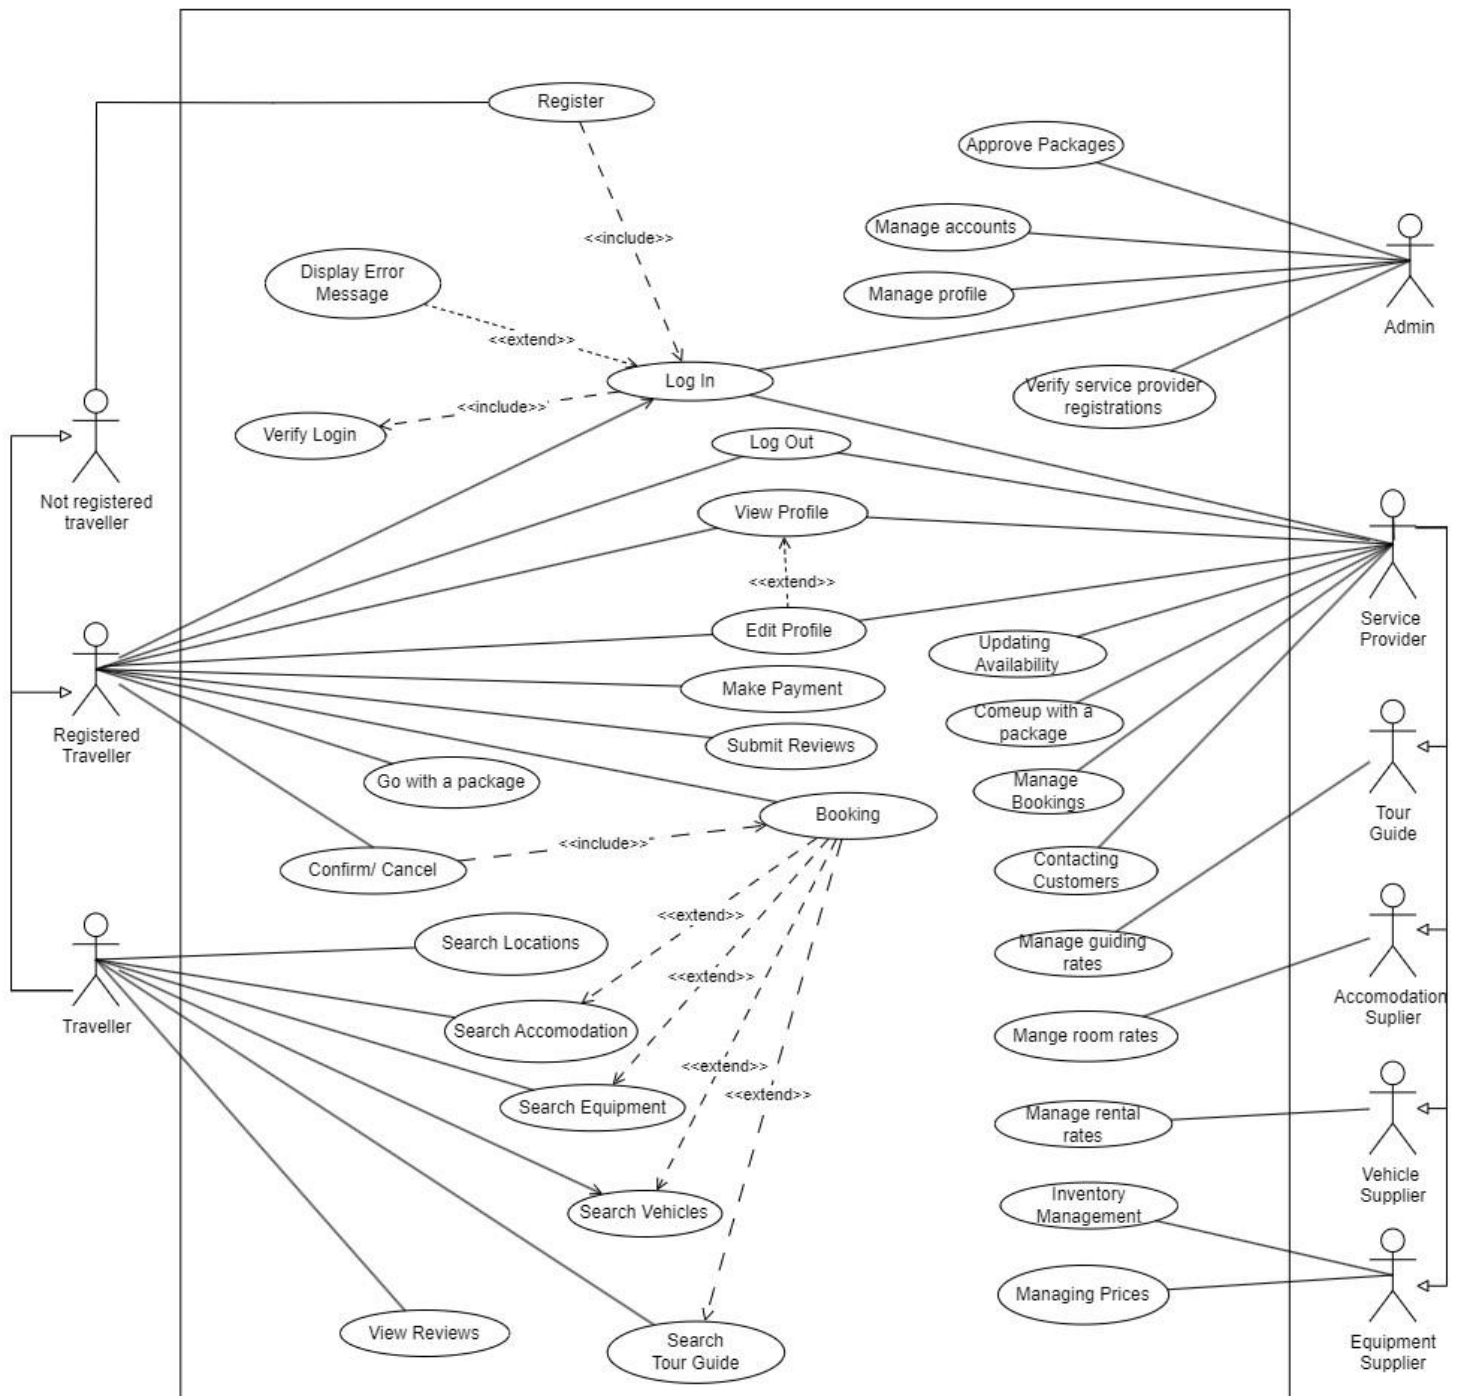 Register
Approve Packages
Manage accounts
<<include>>
Display Error
Message
Manage profile
Admin
<<extend>>
Log In
Verify service provider
registrations
<<include>>
Verify Login
Log Out
Not registered
traveller
View Profile
<<extend>>
Service
Provider
Edit Profile
Updating
Availability
Make Payment
Comeup with a
package
Registered
Traveller
Submit Reviews
Go with a package
Manage
Bookings
Booking
Tour
Guide
<<include>>
Confirm/ Cancel
Contacting
Customers
<<extend>>
Search Locations
Manage guiding
rates
<<extend>>
Accomodation
Suplier
Traveller
Search Accomodation
Mange room rates
<<extend>>
<<extend>>
Search Equipment
Manage rental
rates
Vehicle
Supplier
Search Vehicles
Inventory
Management
Managing Prices
View Reviews
Search
Tour Guide
Equipment
Supplier